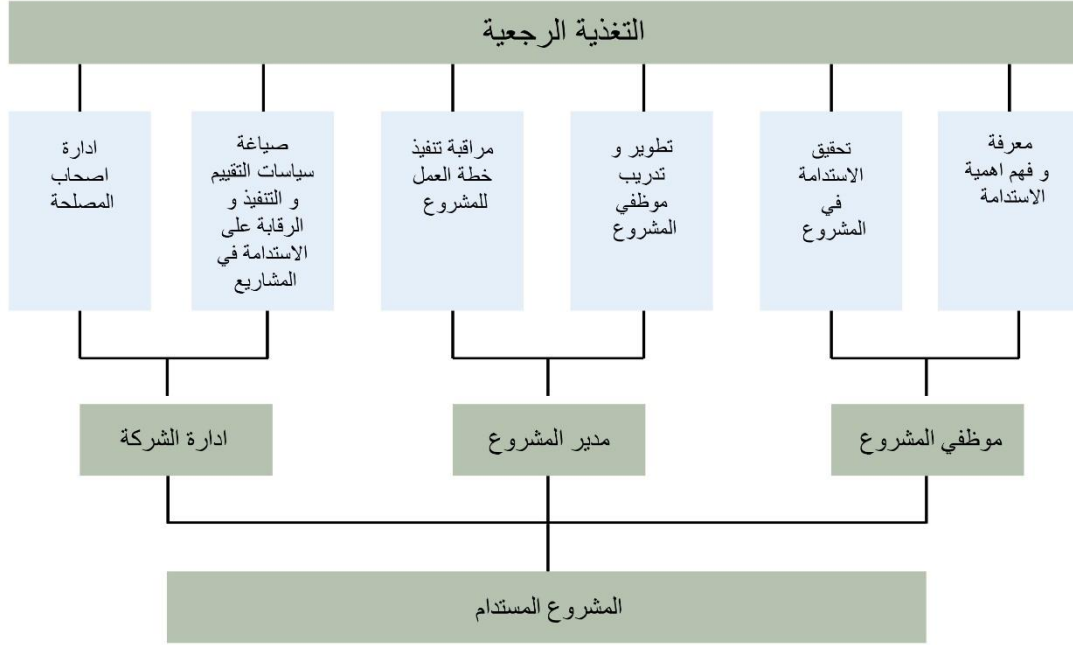 التغذية الرجعية
معرفة
و فهم اهمية
الاستدامة
تحقيق
الاستدامة
في
المشروع
تطوير و
تدريب
موظفي
المشروع
مراقبة تنفيذ
خطة العمل
للمشروع
صياغة
سياسات التقييم
و التنفيذ و
الرقابة على
الاستدامة في
المشاريع
ادارة
اصحاب
المصلحة
موظفي المشروع
مدير المشروع
ادارة الشركة
المشروع المستدام